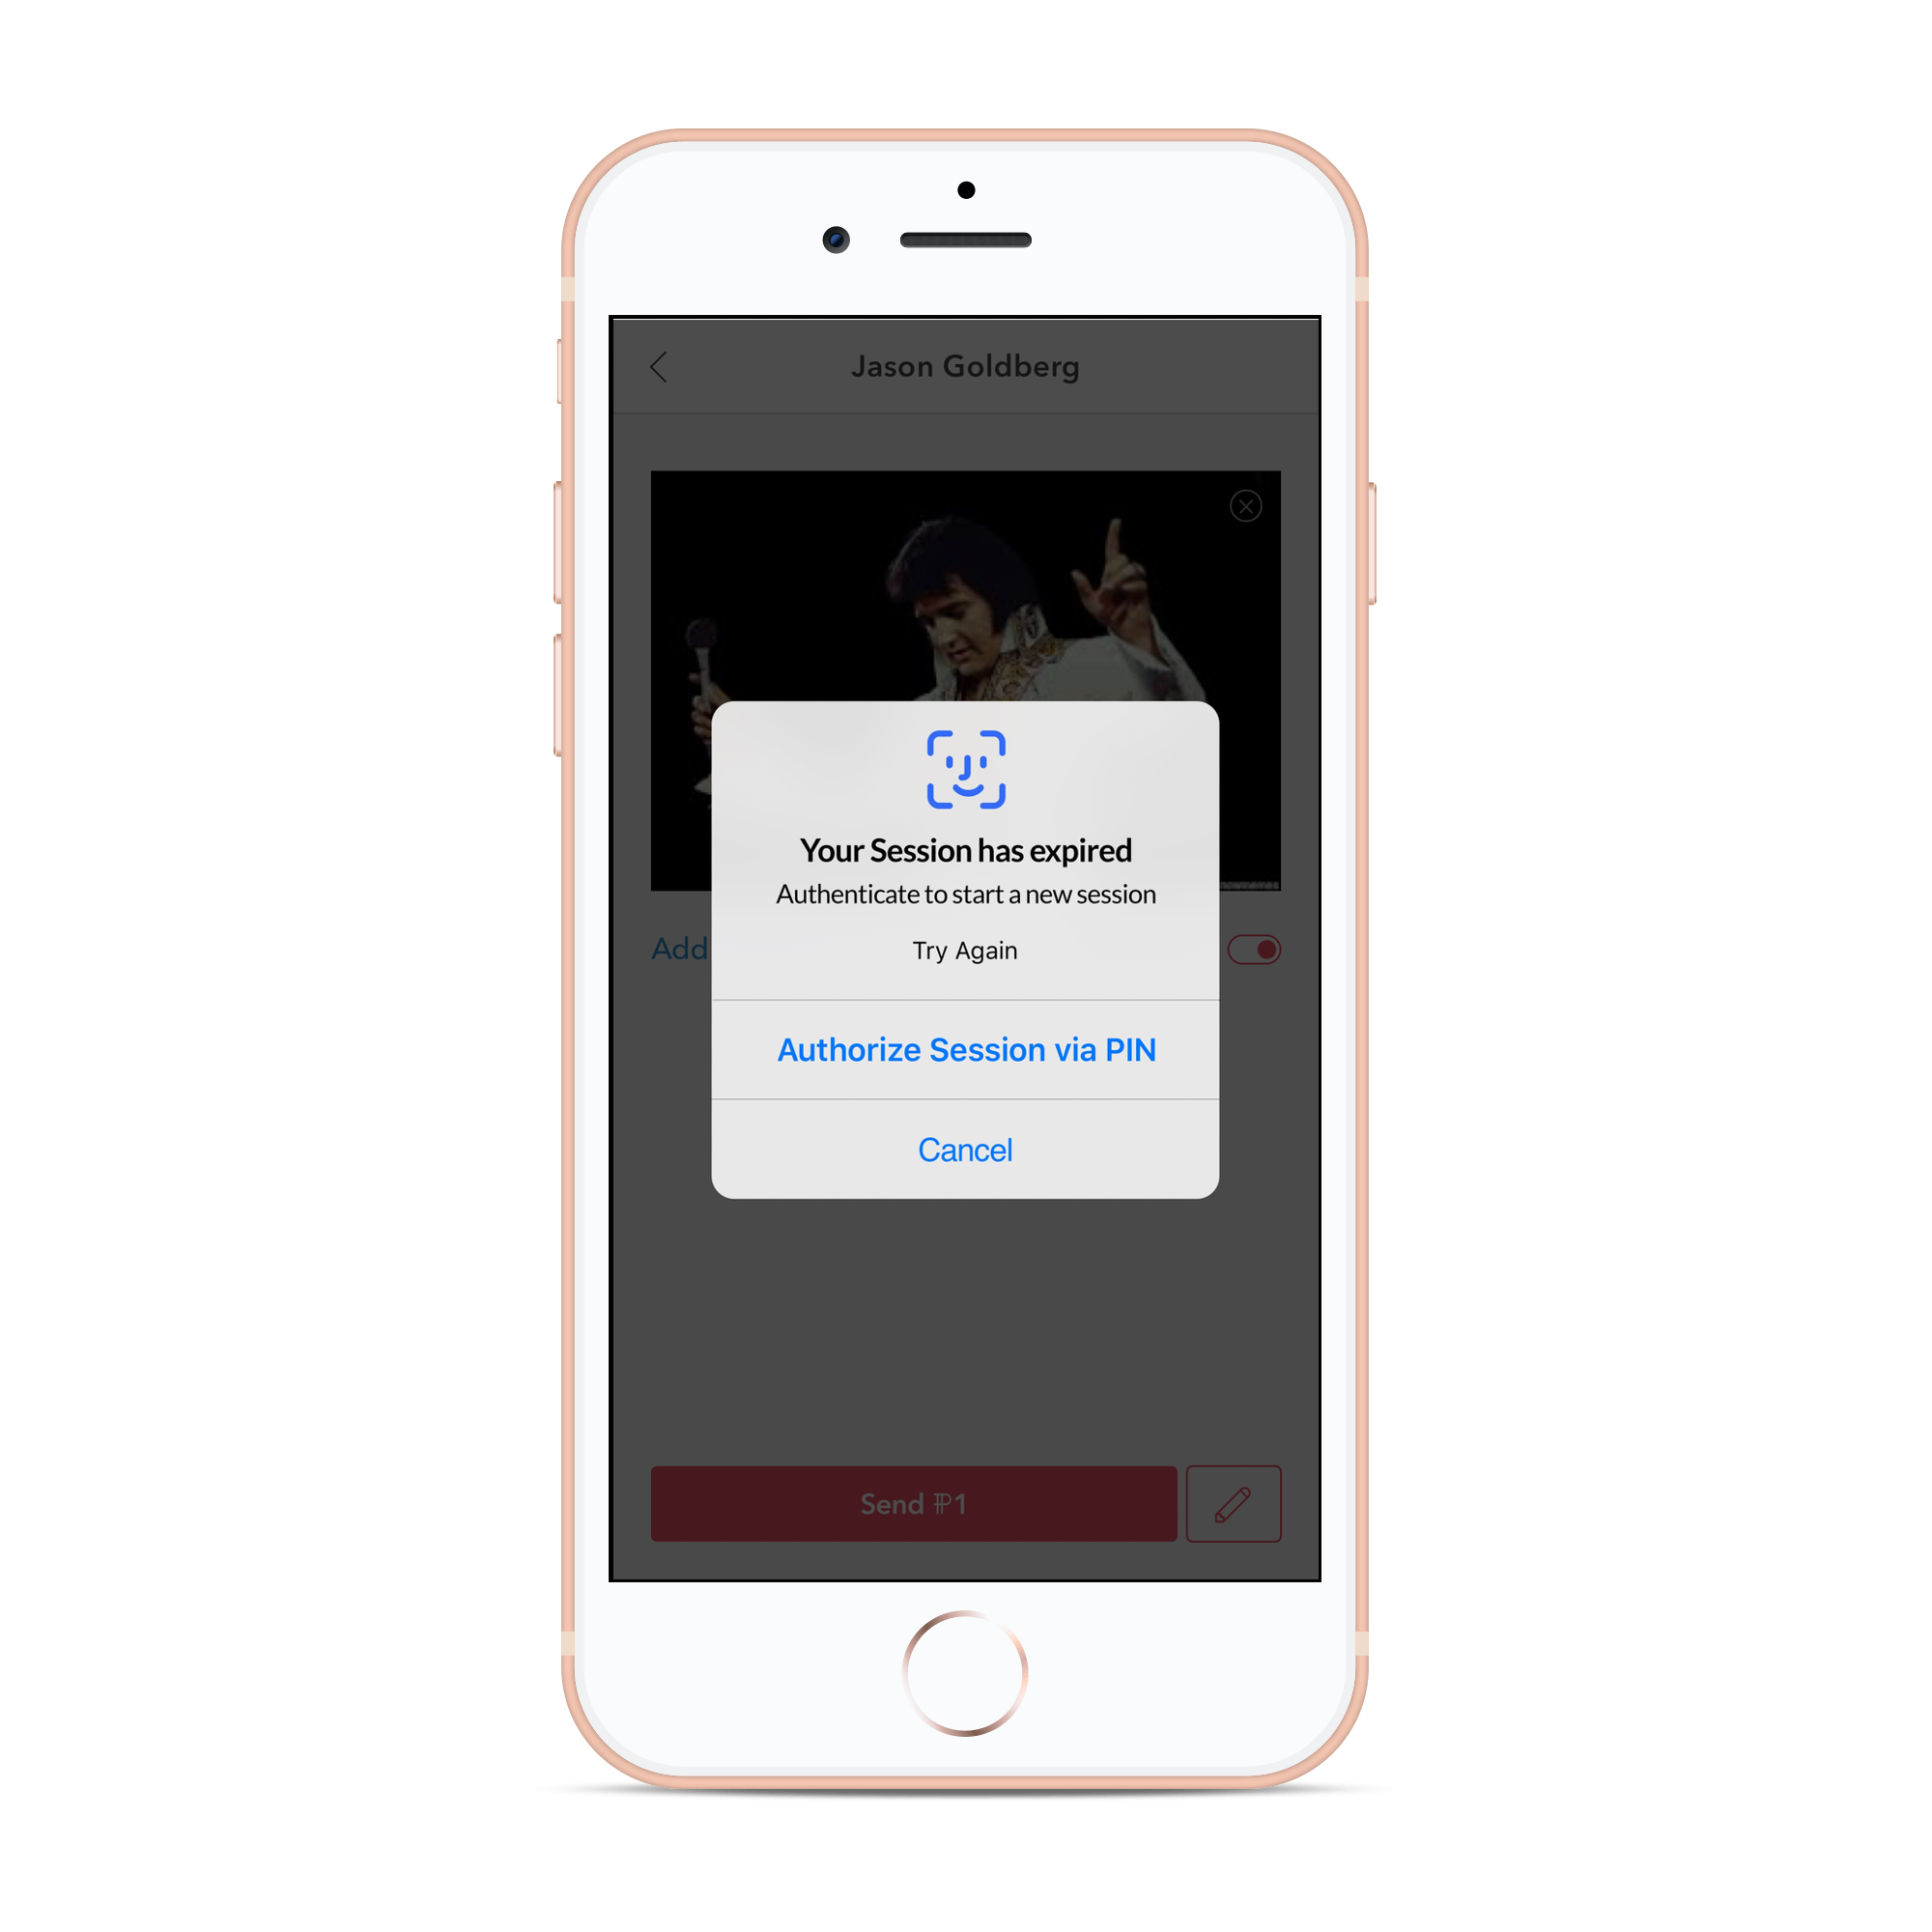 Jason Goldberg
Your Session has expired
Authenticate to start a new session
Add
Try Again
Authorize Session via PIN
Cancel
Send ₱1